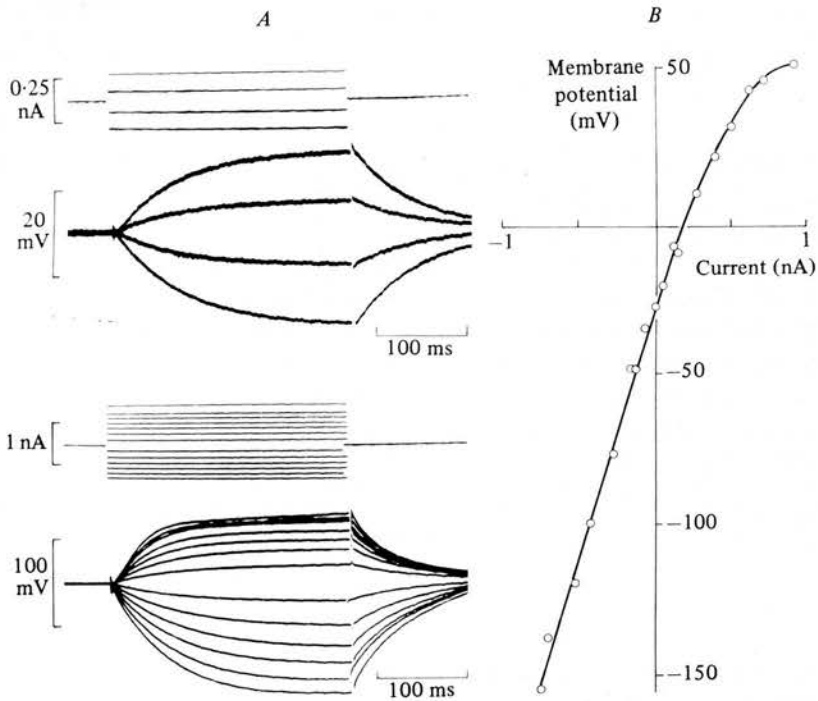 A
B
0·25
nA
20
mV
100 ms
1 nA
100
mV
100 ms
Membrane
potential
(mV)
50
−1
1
Current (nA)
−50
−100
−150